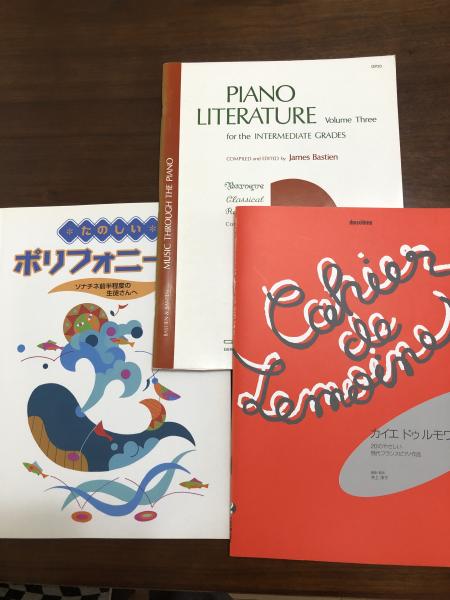 GP20
PIANO
LITERATURE Volume Three
for the INTERMEDIATE GRADES
COMPILED and EDITED by James Bastien
Baroque
Classical
MUSIC THROUGH THE PIANO
たのしい
ポリフォニー
ソナチネ前半程度の
生徒さんへ
Cahier
de
Lemoine
カイエ ドゥ ルモワ
20のやさしい
現代フランスピアノ作品